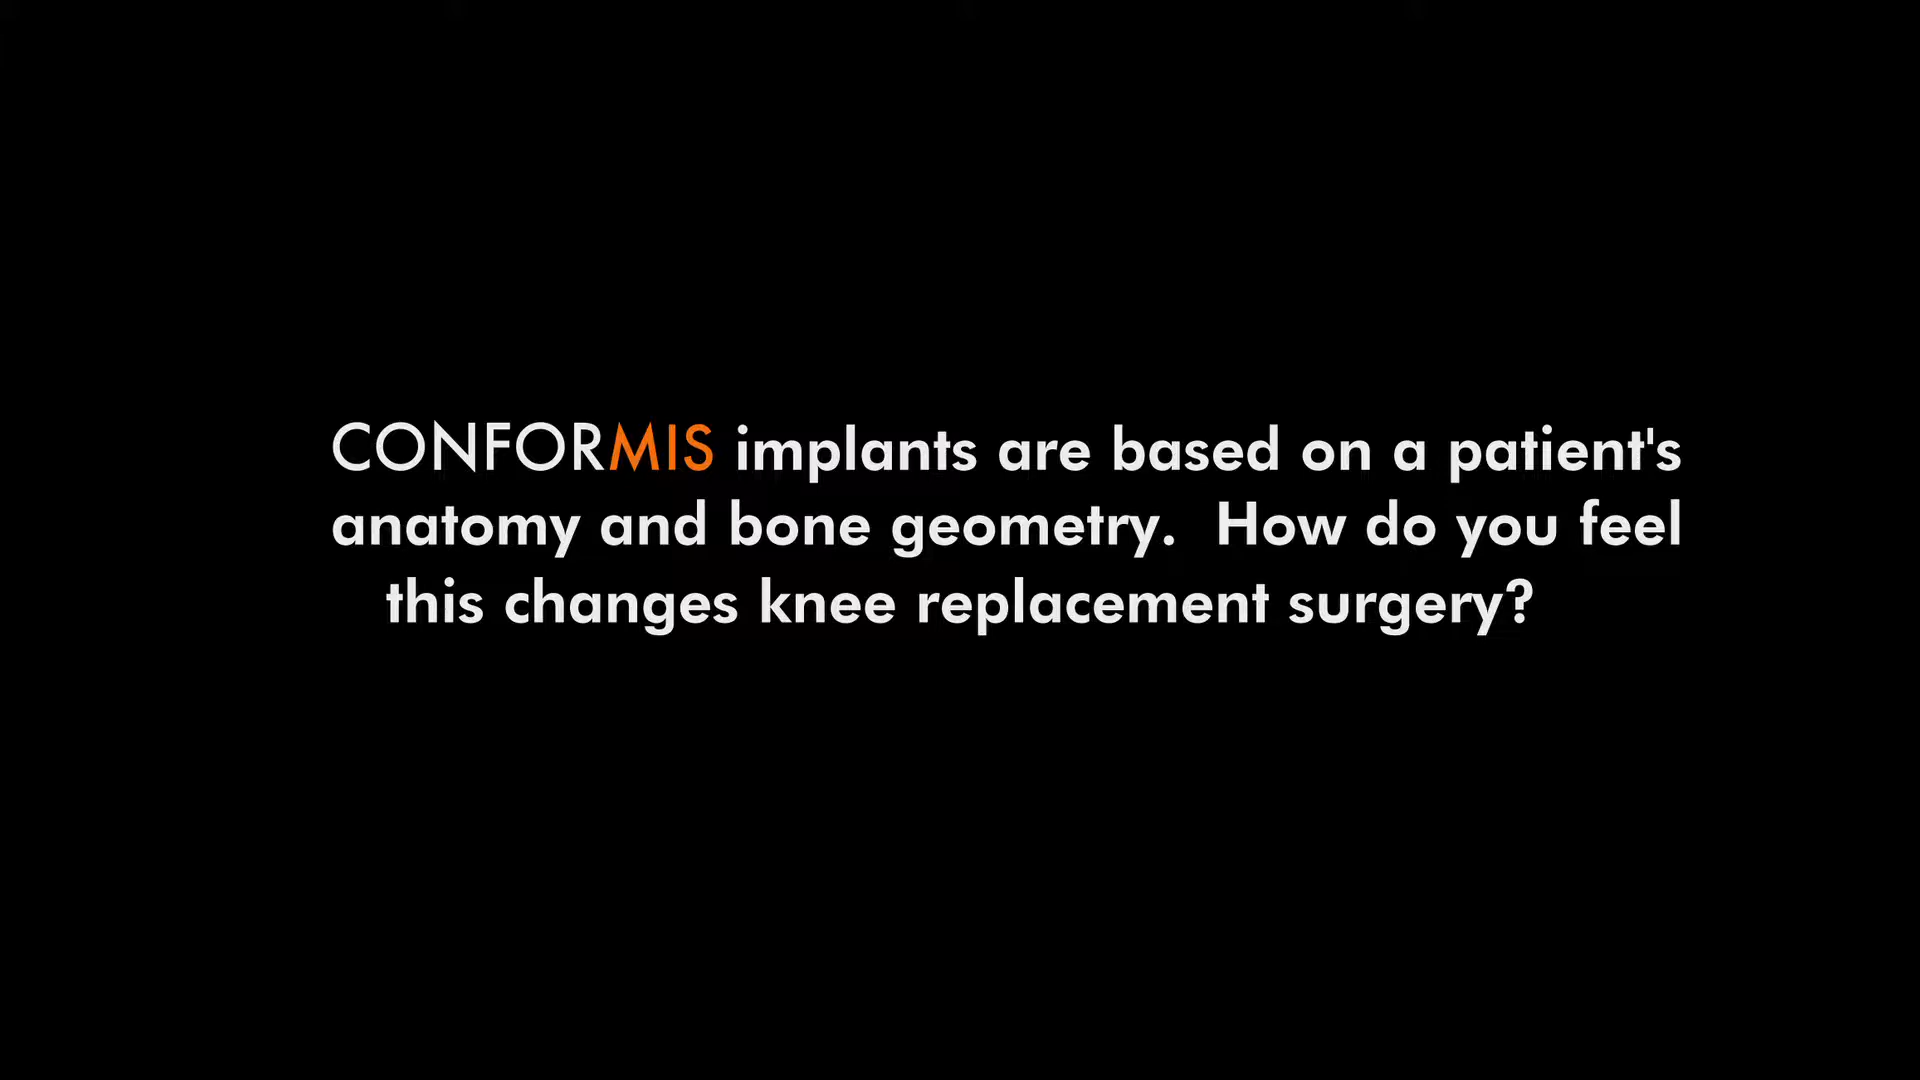 CONFORMIS implants are based on a patient's
anatomy and bone geometry.  How do you feel
this changes knee replacement surgery?